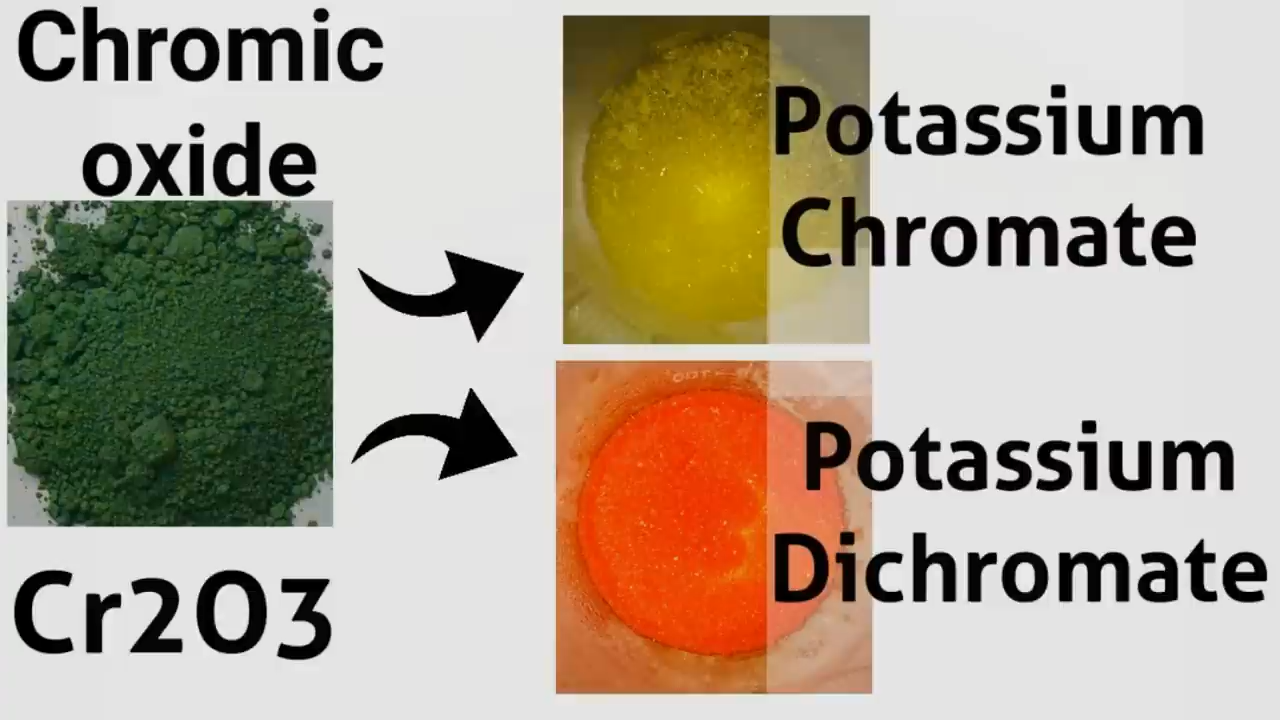 Chromic
oxide
Cr2O3
Potassium
Chromate
Potassium
Dichromate